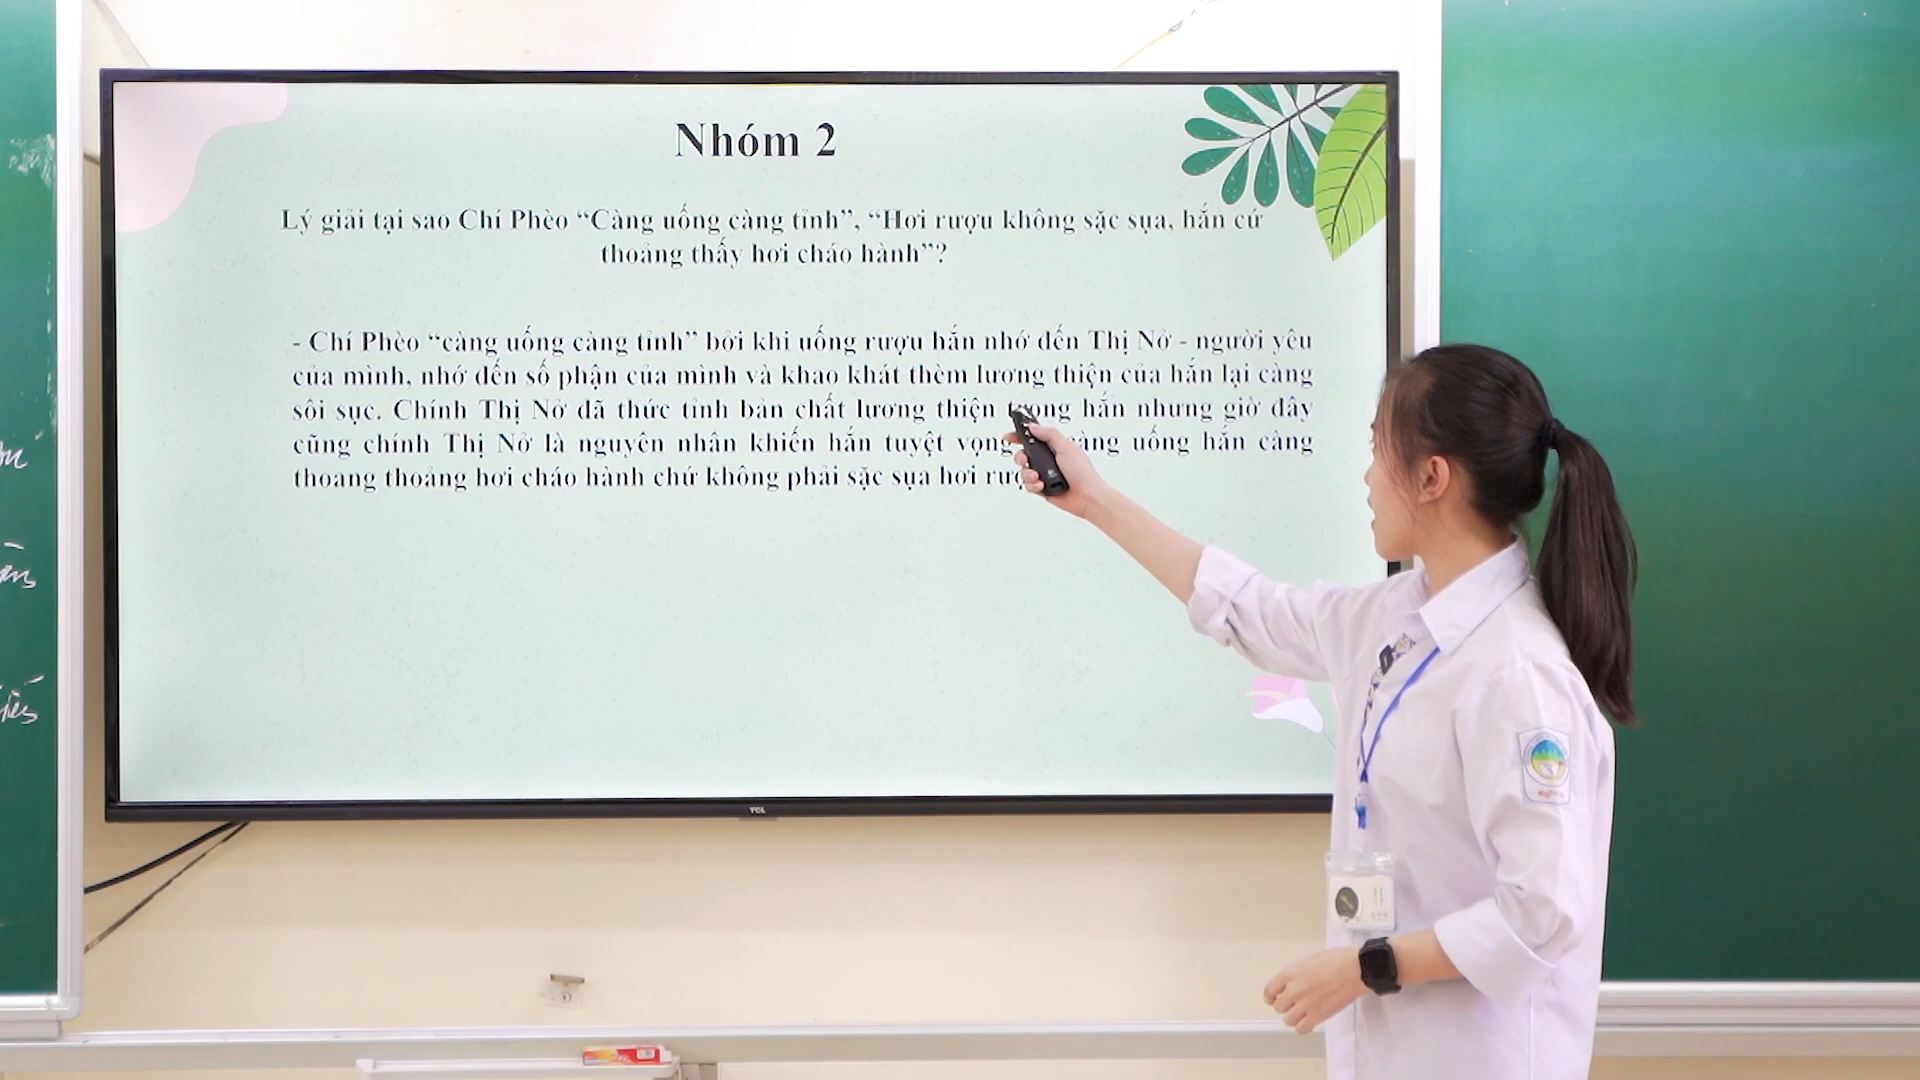 Nhóm 2
Lý giải tại sao Chí Phèo “Càng uống càng tỉnh”, “Hơi rượu không sặc sụa, hắn cứ
thoảng thấy hơi cháo hành”?
- Chí Phèo “càng uống càng tỉnh” bởi khi uống rượu hắn nhớ đến Thị Nở - người yêu
của mình, nhớ đến số phận của mình và khao khát thèm lương thiện của hắn lại càng
sôi sục. Chính Thị Nở đã thức tỉnh bản chất lương thiện trong hắn nhưng giờ đây
cũng chính Thị Nở là nguyên nhân khiến hắn tuyệt vọng càng uống hắn càng
thoang thoảng hơi cháo hành chứ không phải sặc sụa hơi
TCL